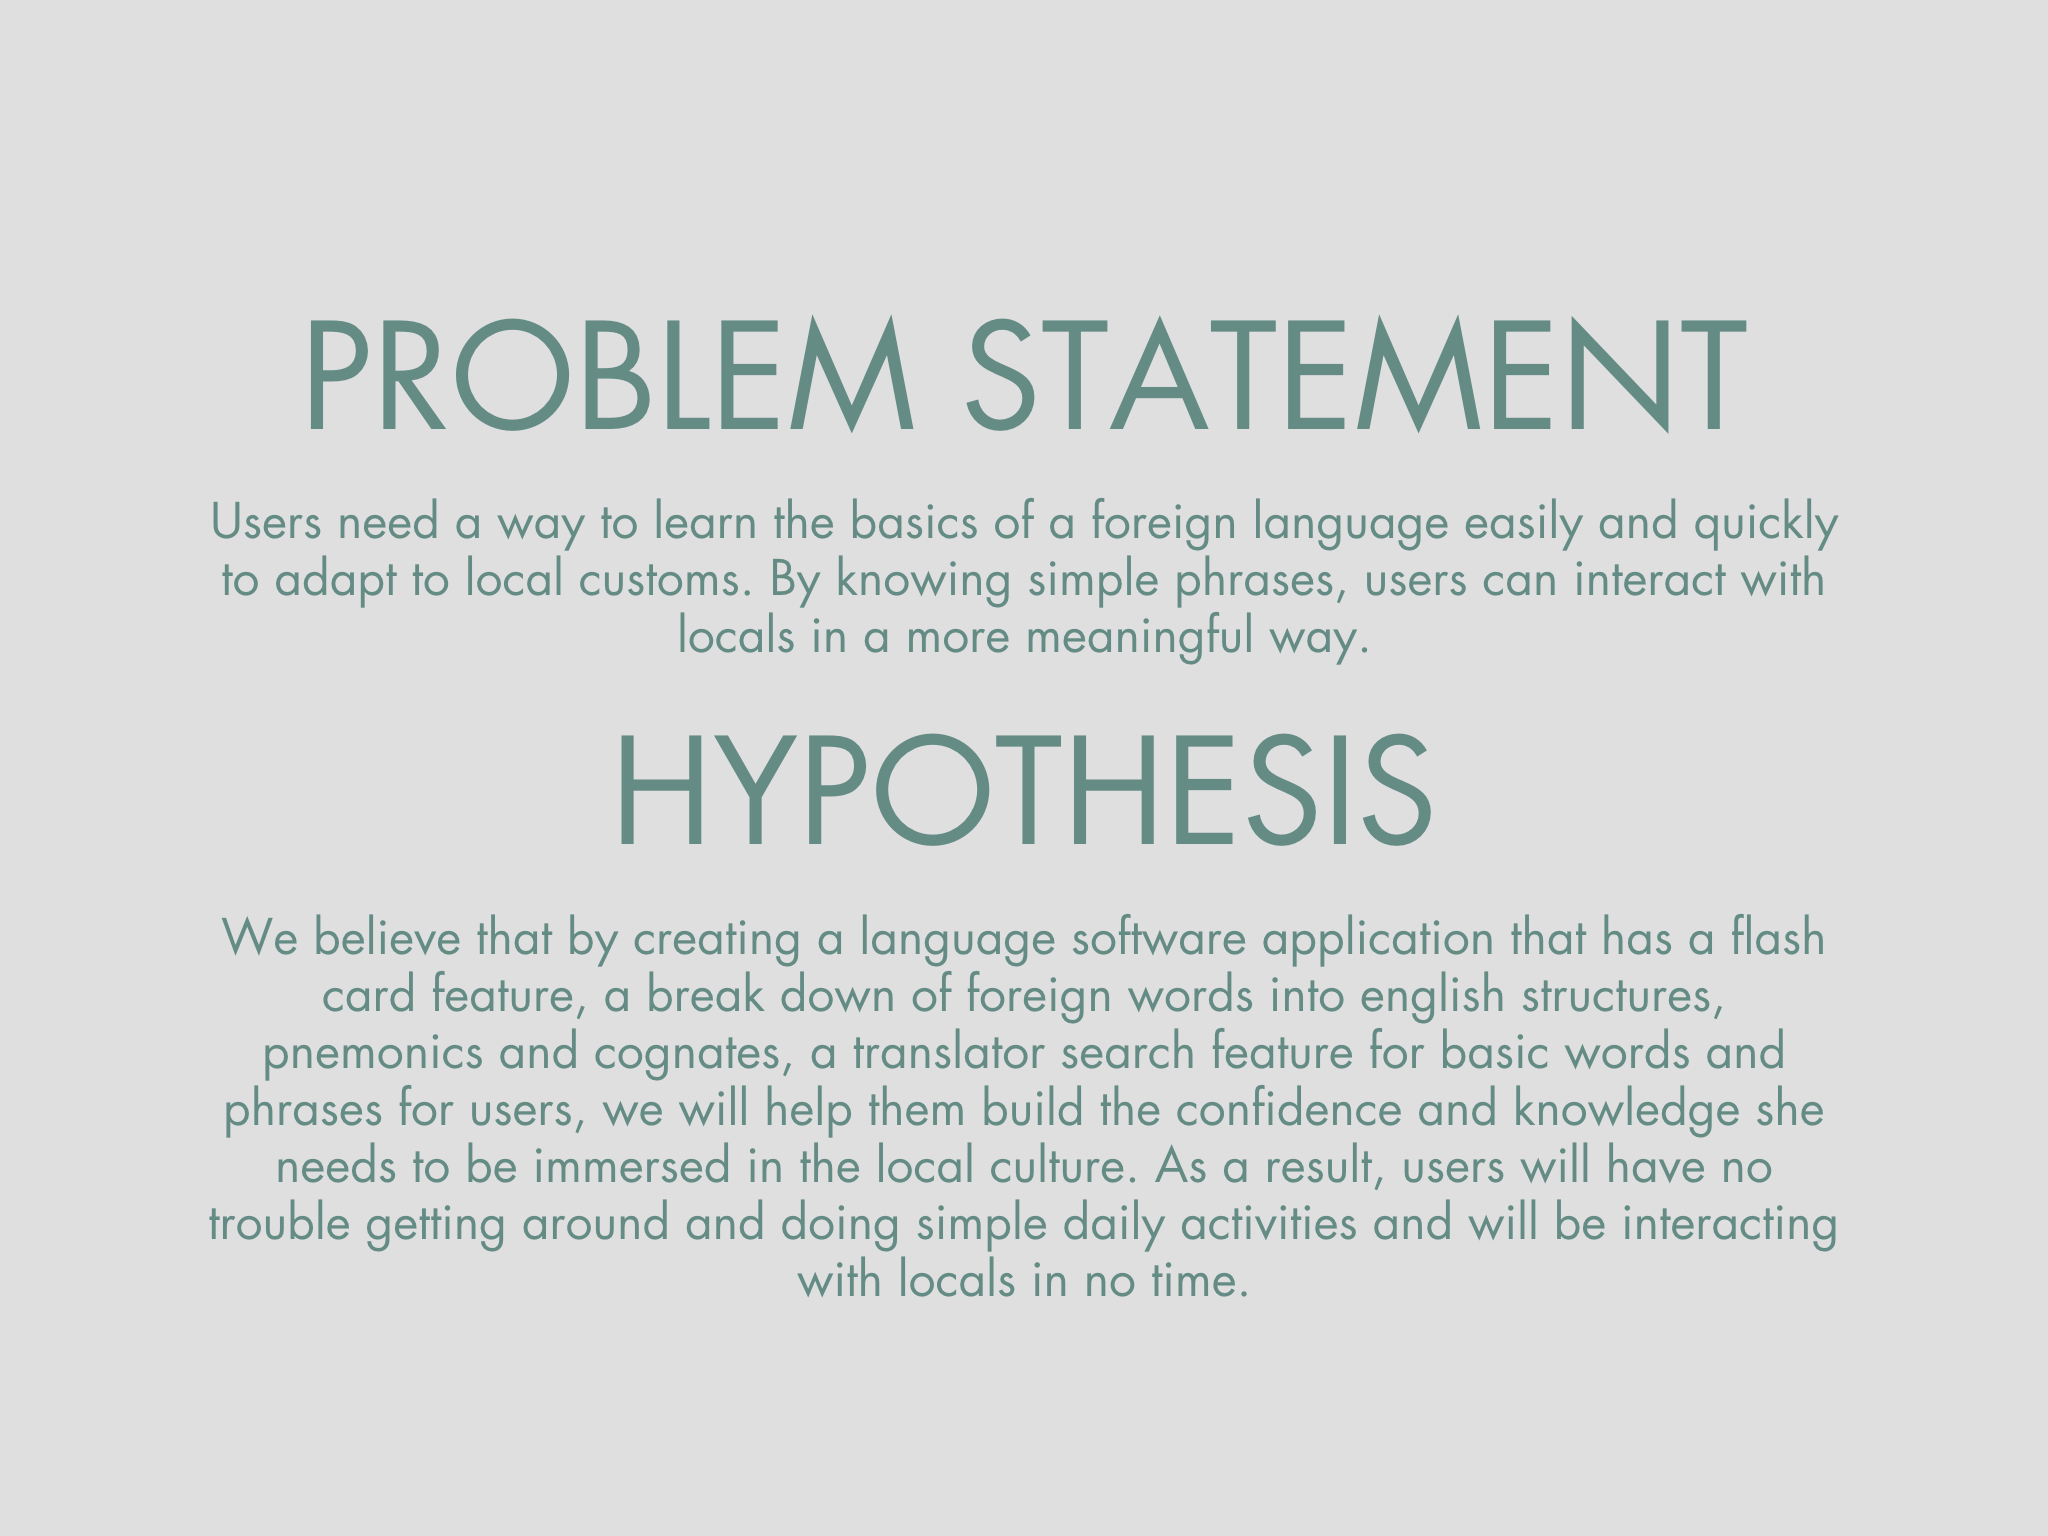 PROBLEM STATEMENT
Users need a way to learn the basics of a foreign language easily and quickly
to adapt to local customs. By knowing simple phrases, users can interact with
locals in a more meaningful way.
HYPOTHESIS
We believe that by creating a language software application that has a flash
card feature, a break down of foreign words into english structures,
pnemonics and cognates, a translator search feature for basic words and
phrases for users, we will help them build the confidence and knowledge she
needs to be immersed in the local culture. As a result, users will have no
trouble getting around and doing simple daily activities and will be interacting
with locals in no time.